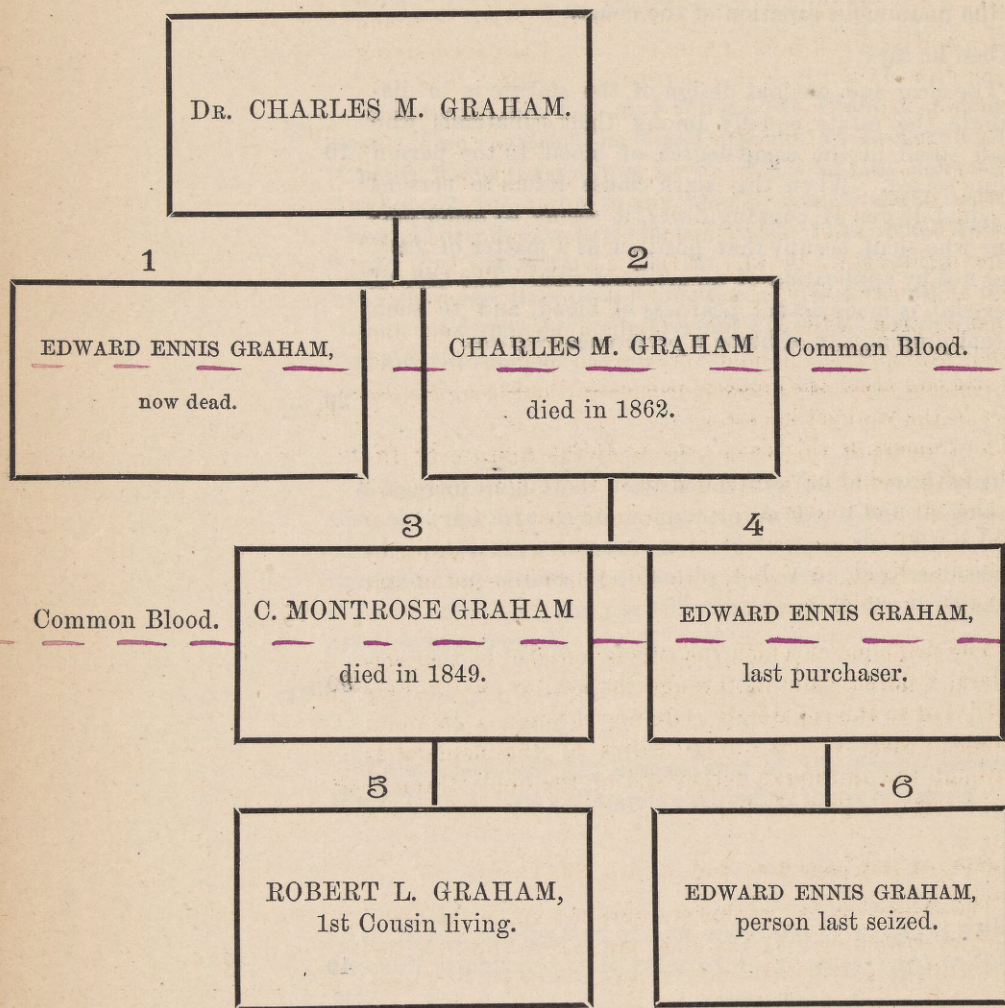 DR. CHARLES M. GRAHAM.
1
2
EDWARD ENNIS GRAHAM,
now dead.
CHARLES M. GRAHAM
died in 1862.
Common Blood.
3
4
Common Blood.
C. MONTROSE GRAHAM
died in 1849.
EDWARD ENNIS GRAHAM,
last purchaser.
5
6
ROBERT L. GRAHAM,
1st Cousin living.
EDWARD ENNIS GRAHAM,
person last seized.